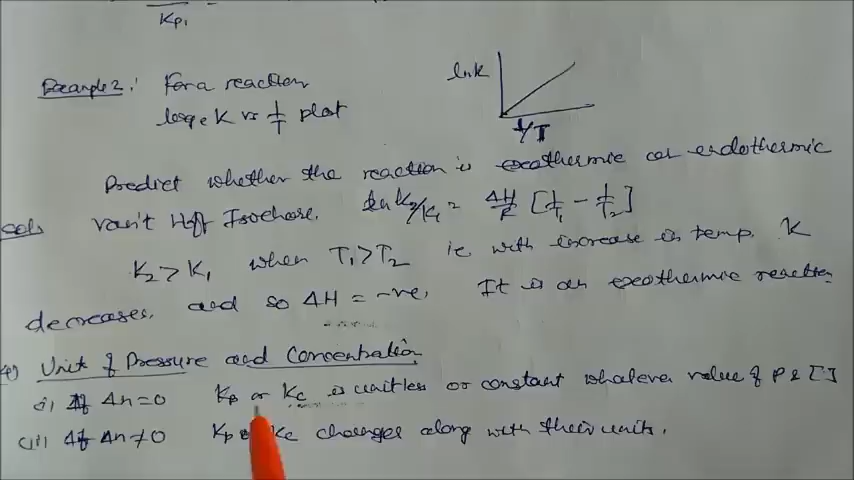 Kp₁
Example 2: For a reaction
logₑ K vs 1/T plot
ln k
1/T
Predict whether the reaction is exothermic or endothermic
Sol. Van't Hoff Isochore. ln K₂/K₁ = ΔH/R [1/T₁ - 1/T₂]
K₂ > K₁ when T₁ > T₂ ie with increase in temp. K
decreases. and so ΔH = -ve. It is an exothermic reaction
(4) Unit of Pressure and Concentration
(i) If Δn = 0 Kp or Kc is unitless or constant whatever value of P & [ ]
(ii) If Δn ≠ 0 Kp Kc changes along with their units.